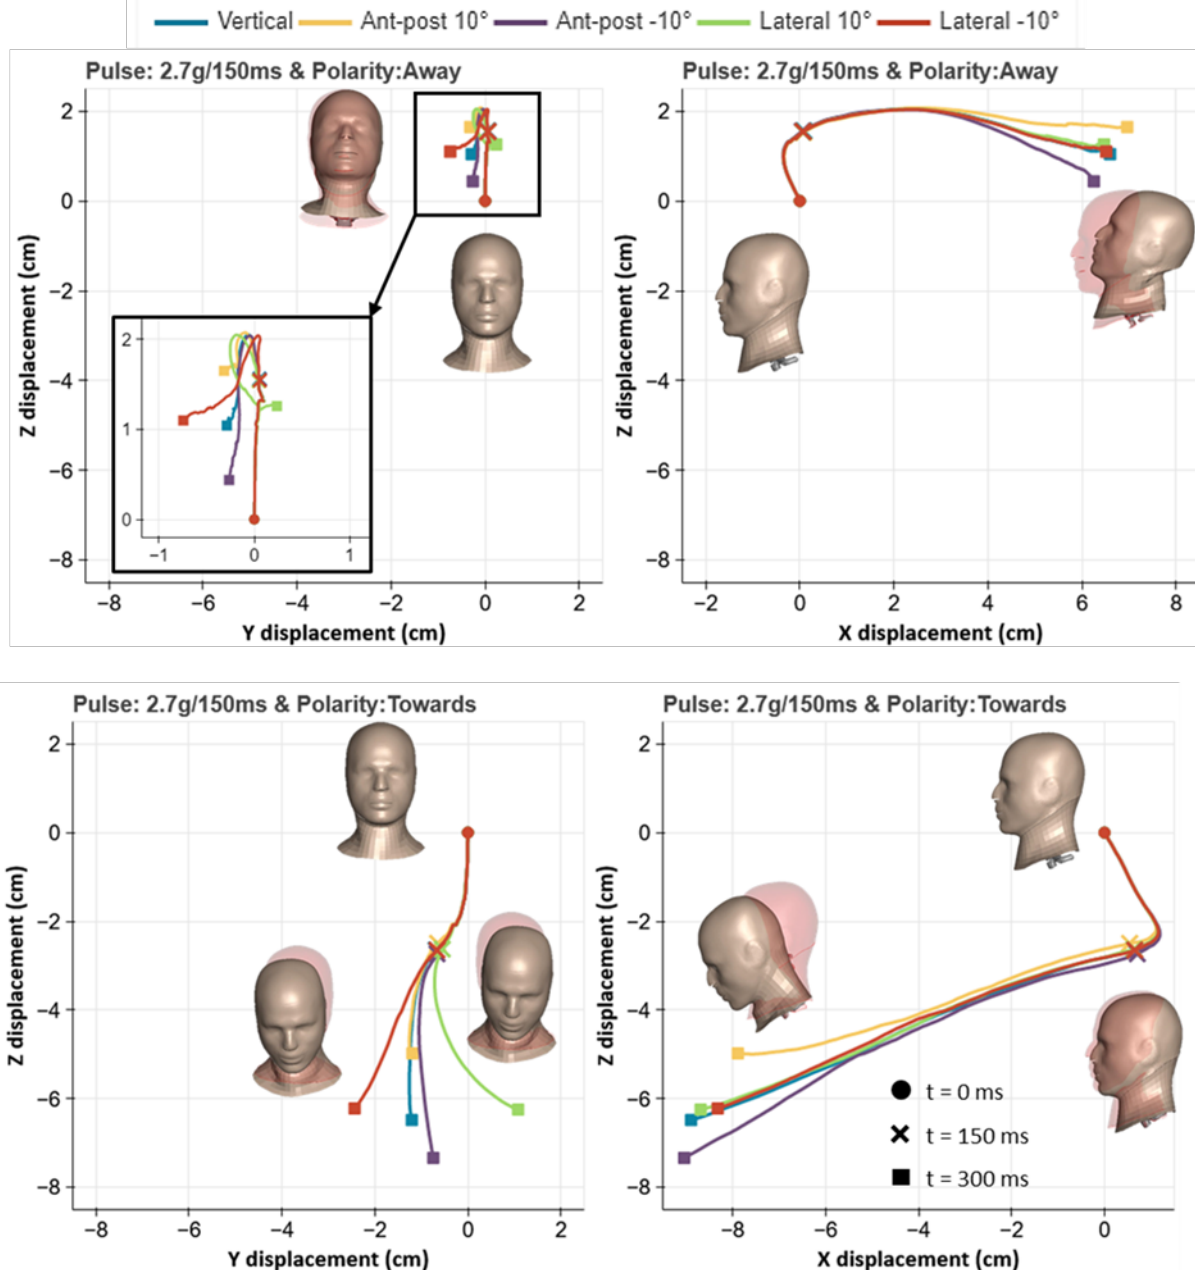 Vertical Ant-post 10° Ant-post -10° Lateral 10° Lateral -10°
Pulse: 2.7g/150ms & Polarity:Away
Z displacement (cm)
2
0
−2
−4
−6
−8
2
1
0
−1 0 1
−8 −6 −4 −2 0 2
Y displacement (cm)
Pulse: 2.7g/150ms & Polarity:Away
Z displacement (cm)
2
0
−2
−4
−6
−8
−2 0 2 4 6 8
X displacement (cm)
Pulse: 2.7g/150ms & Polarity:Towards
Z displacement (cm)
2
0
−2
−4
−6
−8
−8 −6 −4 −2 0 2
Y displacement (cm)
Pulse: 2.7g/150ms & Polarity:Towards
Z displacement (cm)
2
0
−2
−4
−6
−8
t = 0 ms
t = 150 ms
t = 300 ms
−8 −6 −4 −2 0
X displacement (cm)